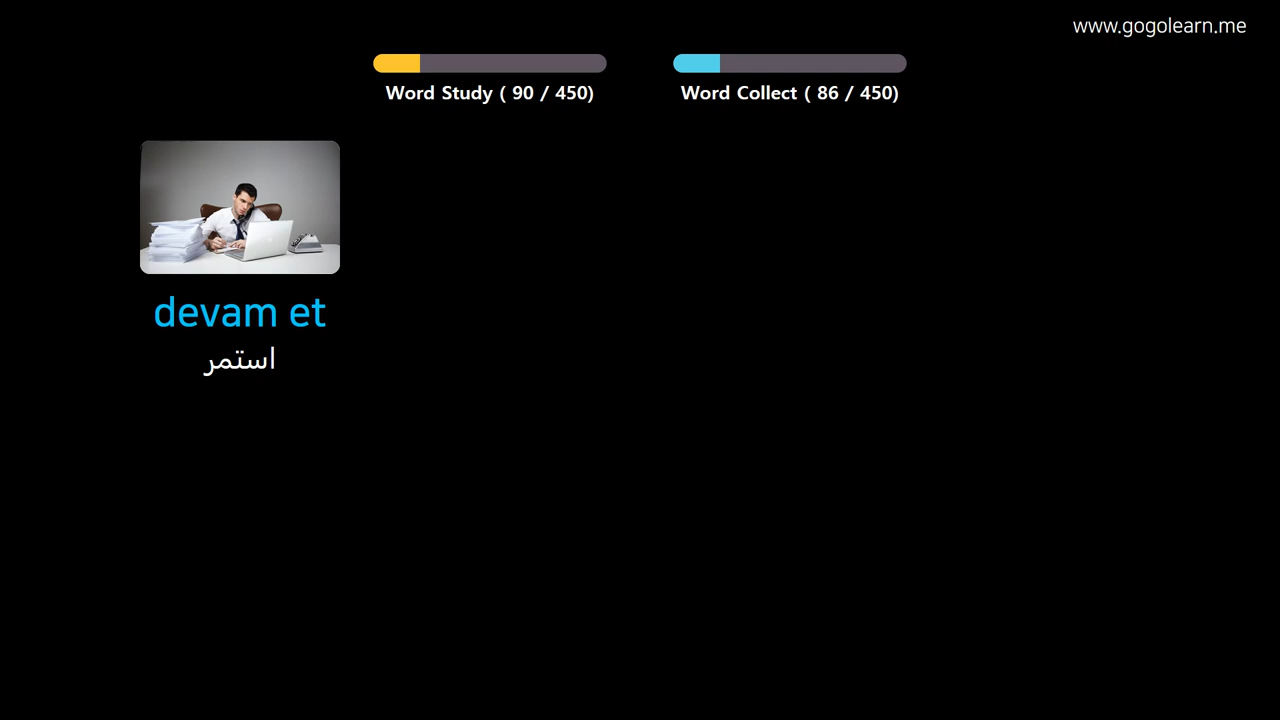 www.gogolearn.me
Word Study ( 90 / 450)
Word Collect ( 86 / 450)
devam et
استمر